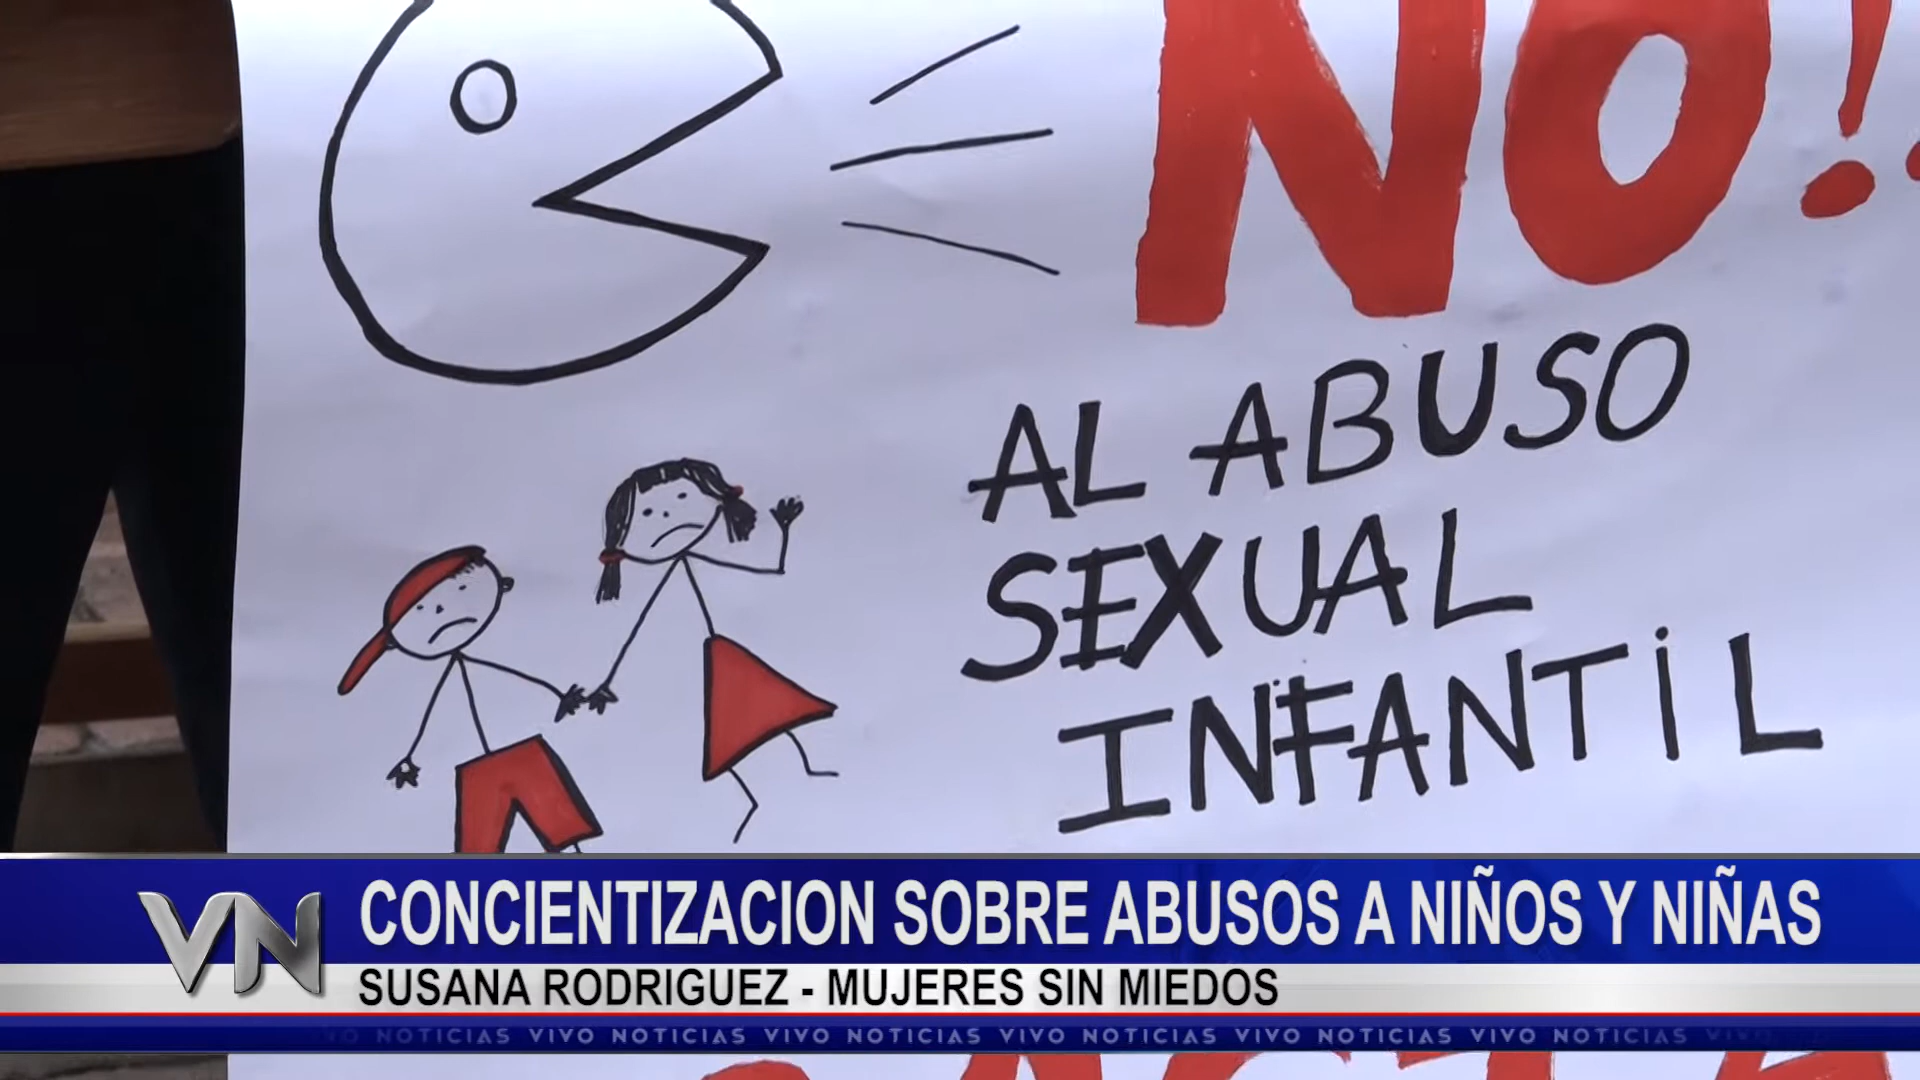 NO!!
AL ABUSO
SEXUAL
INFANTiL
VN
CONCIENTIZACION SOBRE ABUSOS A NIÑOS Y NIÑAS
SUSANA RODRIGUEZ - MUJERES SIN MIEDOS
NOTICIAS VIVO NOTICIAS VIVO NOTICIAS VIVO NOTICIAS VIVO NOTICIAS VIVO NOTICIAS VIVO